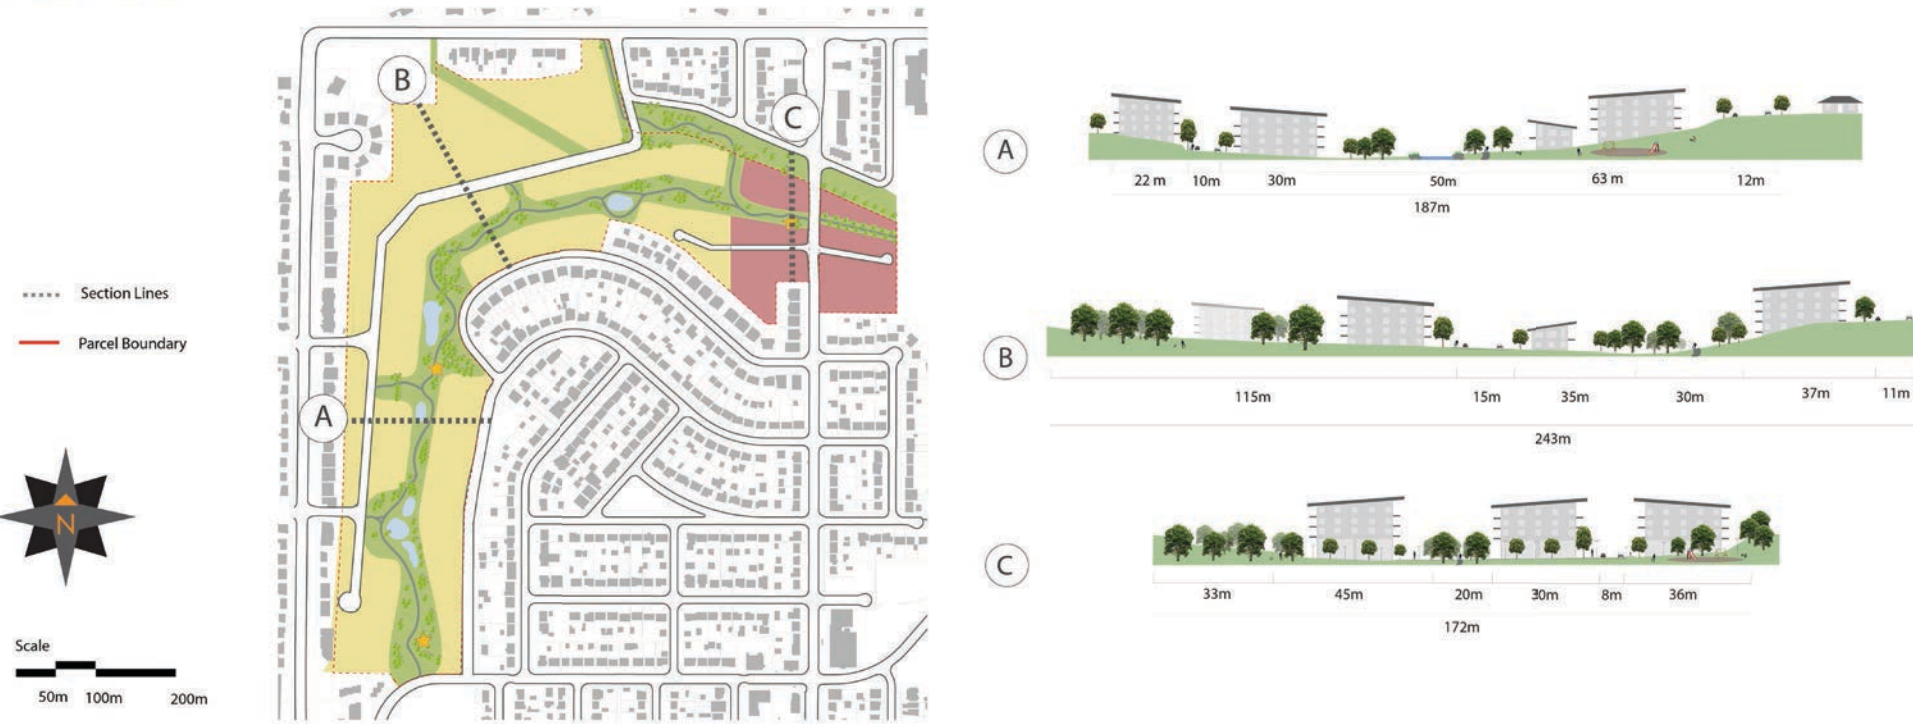 B
C
A
Section Lines
Parcel Boundary
N
Scale
50m 100m 200m
A
22 m 10m 30m 50m 63 m 12m
187m
B
115m 15m 35m 30m 37m 11m
243m
C
33m 45m 20m 30m 8m 36m
172m